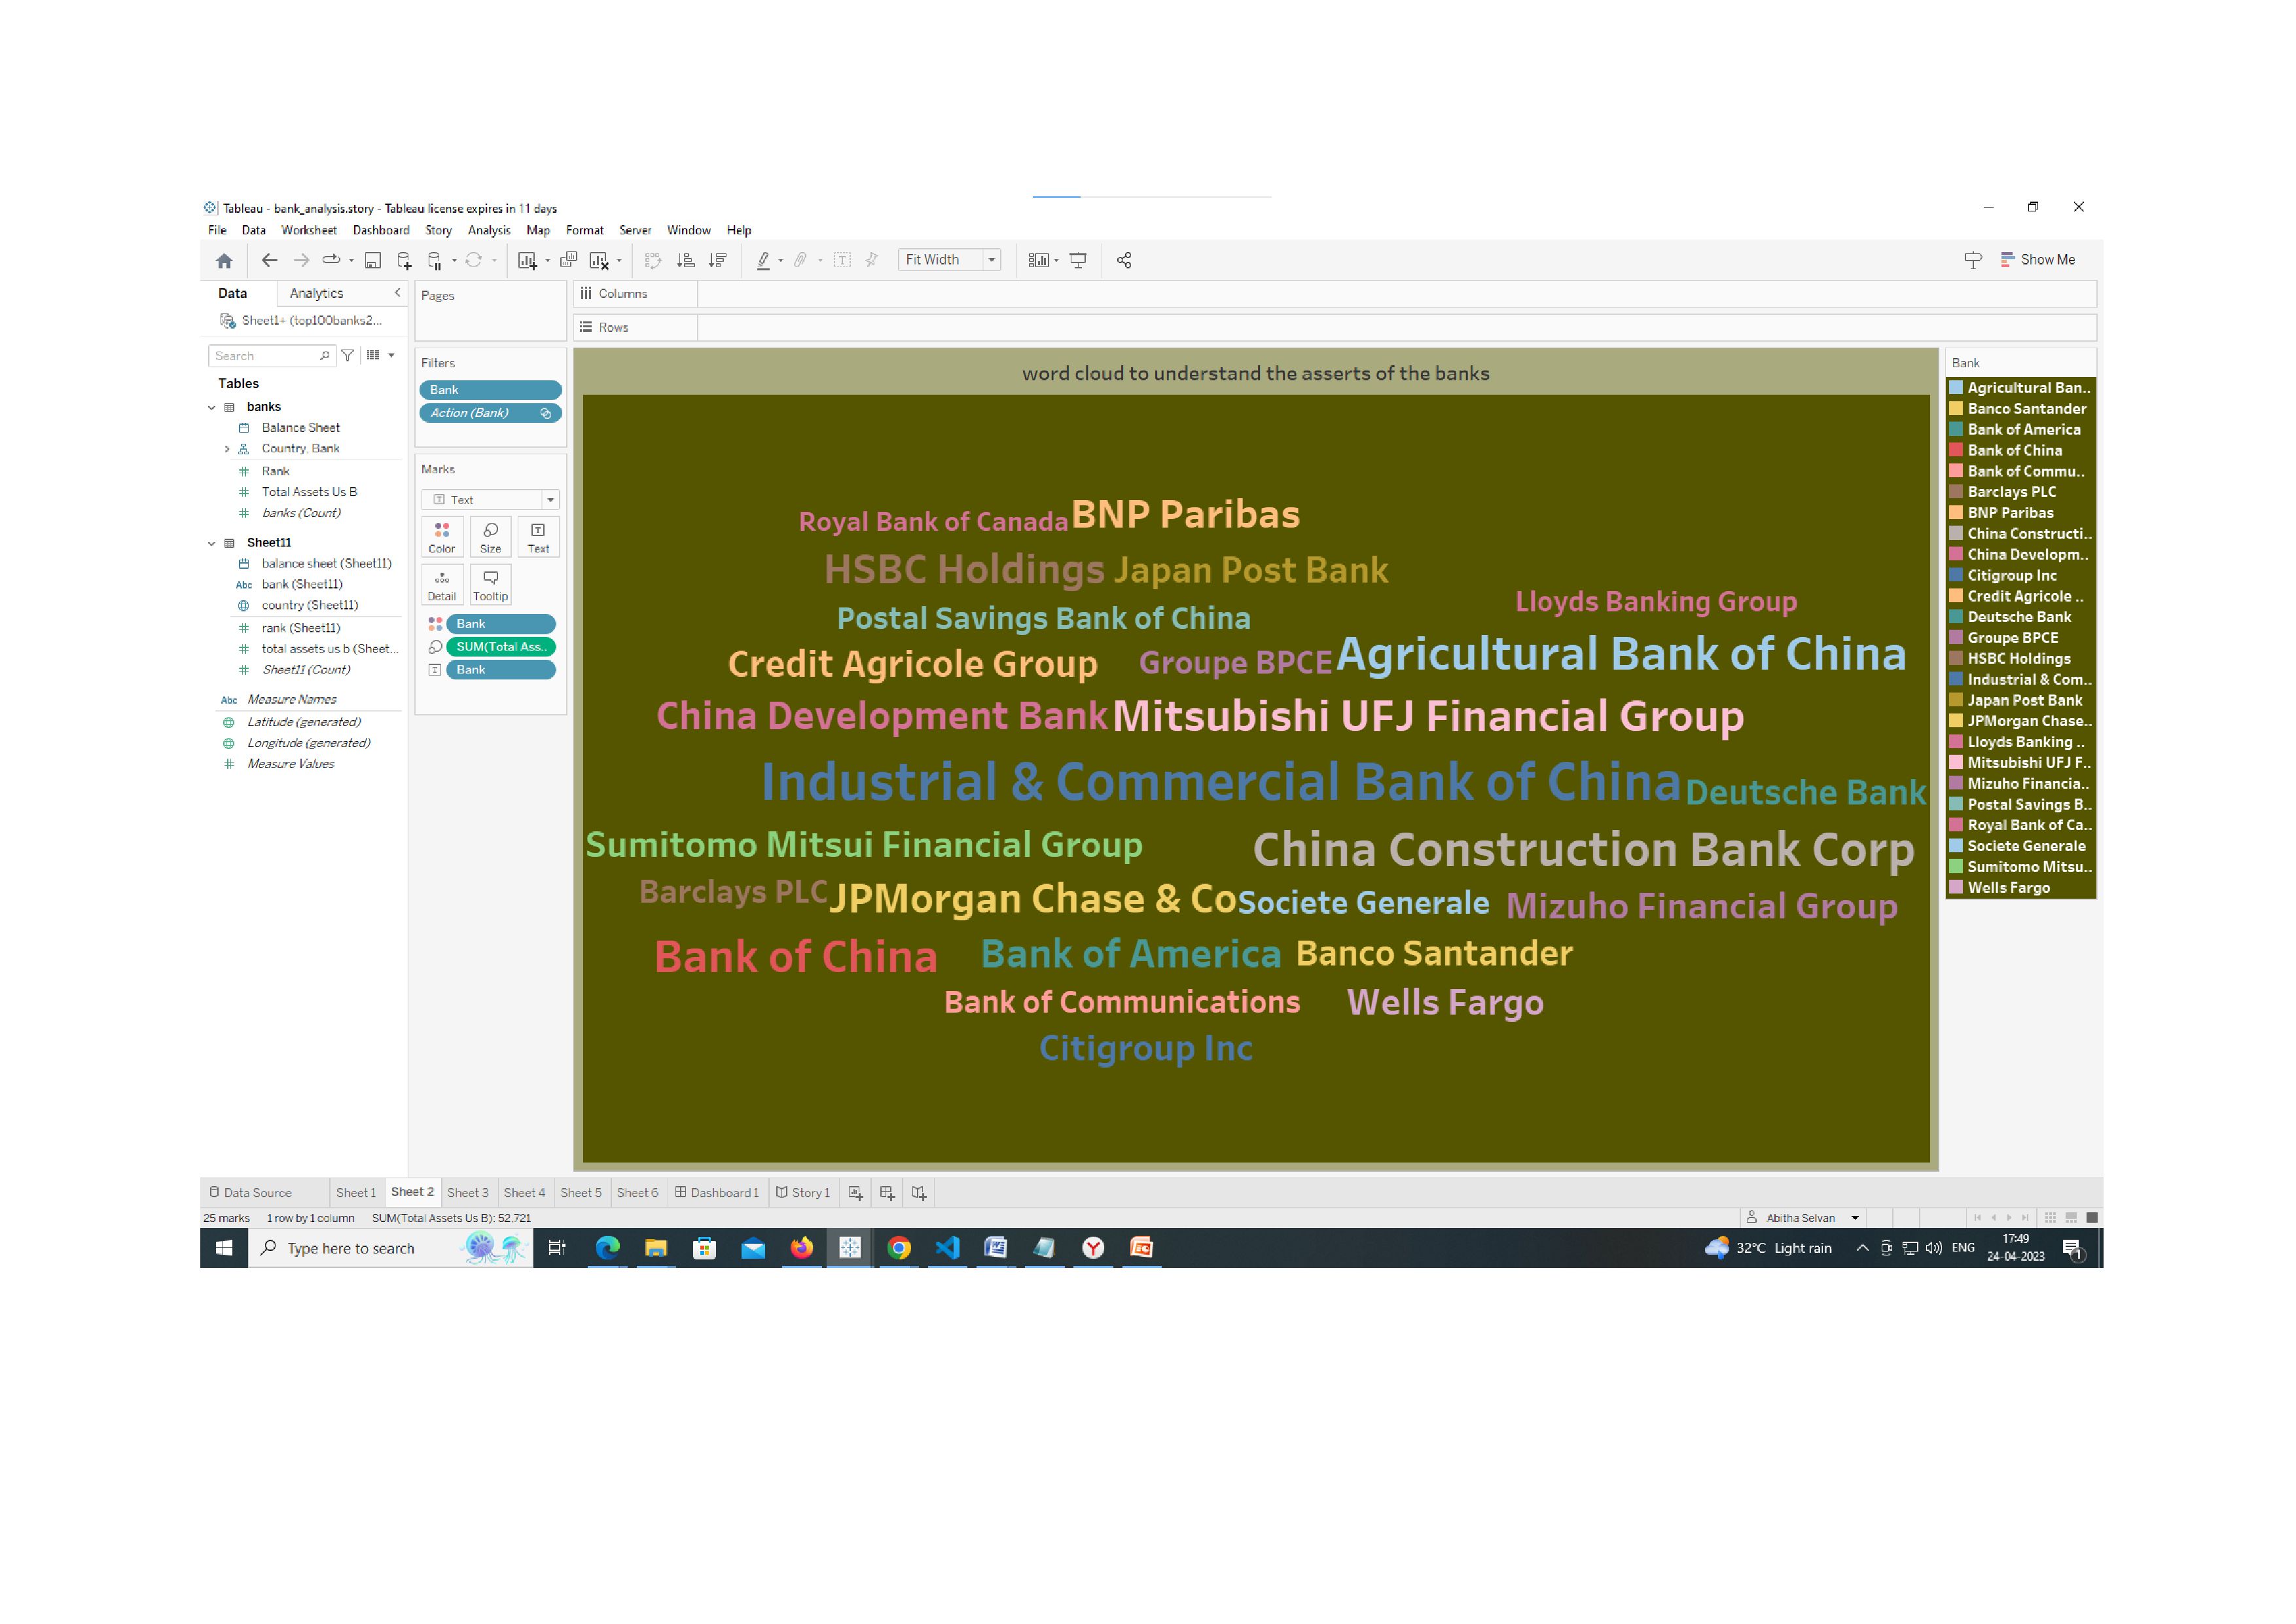 Tableau - bank_analysis.story - Tableau license expires in 11 days
File Data Worksheet Dashboard Story Analysis Map Format Server Window Help
Fit Width
Show Me
Data Analytics
Sheet1+ (top100banks2...
Search
Tables
banks
Balance Sheet
Country, Bank
Rank
Total Assets Us B
banks (Count)
Sheet11
balance sheet (Sheet11)
Abc bank (Sheet11)
country (Sheet11)
rank (Sheet11)
total assets us b (Sheet...
Sheet11 (Count)
Abc Measure Names
Latitude (generated)
Longitude (generated)
Measure Values
Pages
Filters
Bank
Action (Bank)
Marks
Text
Color Size Text
Detail Tooltip
Bank
SUM(Total Ass..
Bank
Columns
Rows
word cloud to understand the asserts of the banks
Royal Bank of Canada BNP Paribas
HSBC Holdings Japan Post Bank
Lloyds Banking Group
Postal Savings Bank of China
Credit Agricole Group Groupe BPCE Agricultural Bank of China
China Development Bank Mitsubishi UFJ Financial Group
Industrial & Commercial Bank of China Deutsche Bank
Sumitomo Mitsui Financial Group China Construction Bank Corp
Barclays PLC JPMorgan Chase & Co Societe Generale Mizuho Financial Group
Bank of China Bank of America Banco Santander
Bank of Communications Wells Fargo
Citigroup Inc
Bank
Agricultural Ban..
Banco Santander
Bank of America
Bank of China
Bank of Commu..
Barclays PLC
BNP Paribas
China Constructi..
China Developm..
Citigroup Inc
Credit Agricole ..
Deutsche Bank
Groupe BPCE
HSBC Holdings
Industrial & Com..
Japan Post Bank
JPMorgan Chase..
Lloyds Banking ..
Mitsubishi UFJ F..
Mizuho Financia..
Postal Savings B..
Royal Bank of Ca..
Societe Generale
Sumitomo Mitsu..
Wells Fargo
Data Source Sheet 1 Sheet 2 Sheet 3 Sheet 4 Sheet 5 Sheet 6 Dashboard 1 Story 1
25 marks 1 row by 1 column SUM(Total Assets Us B): 52,721
Abitha Selvan
Type here to search
32°C Light rain
ENG
17:49
24-04-2023
1